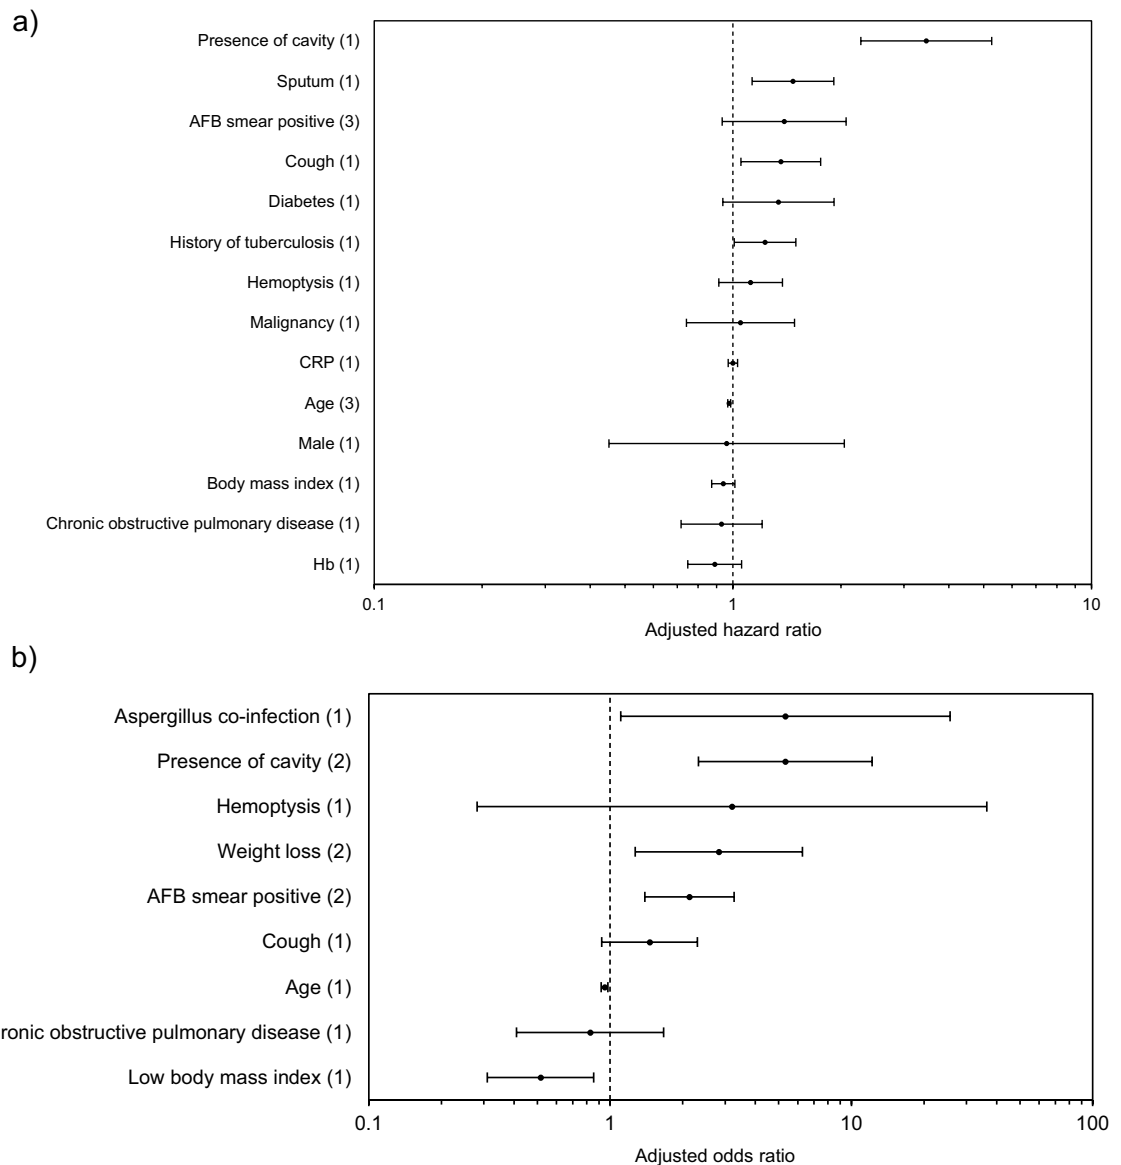 a)
Presence of cavity (1)
Sputum (1)
AFB smear positive (3)
Cough (1)
Diabetes (1)
History of tuberculosis (1)
Hemoptysis (1)
Malignancy (1)
CRP (1)
Age (3)
Male (1)
Body mass index (1)
Chronic obstructive pulmonary disease (1)
Hb (1)
0.1 1 10
Adjusted hazard ratio
b)
Aspergillus co-infection (1)
Presence of cavity (2)
Hemoptysis (1)
Weight loss (2)
AFB smear positive (2)
Cough (1)
Age (1)
ronic obstructive pulmonary disease (1)
Low body mass index (1)
0.1 1 10 100
Adjusted odds ratio